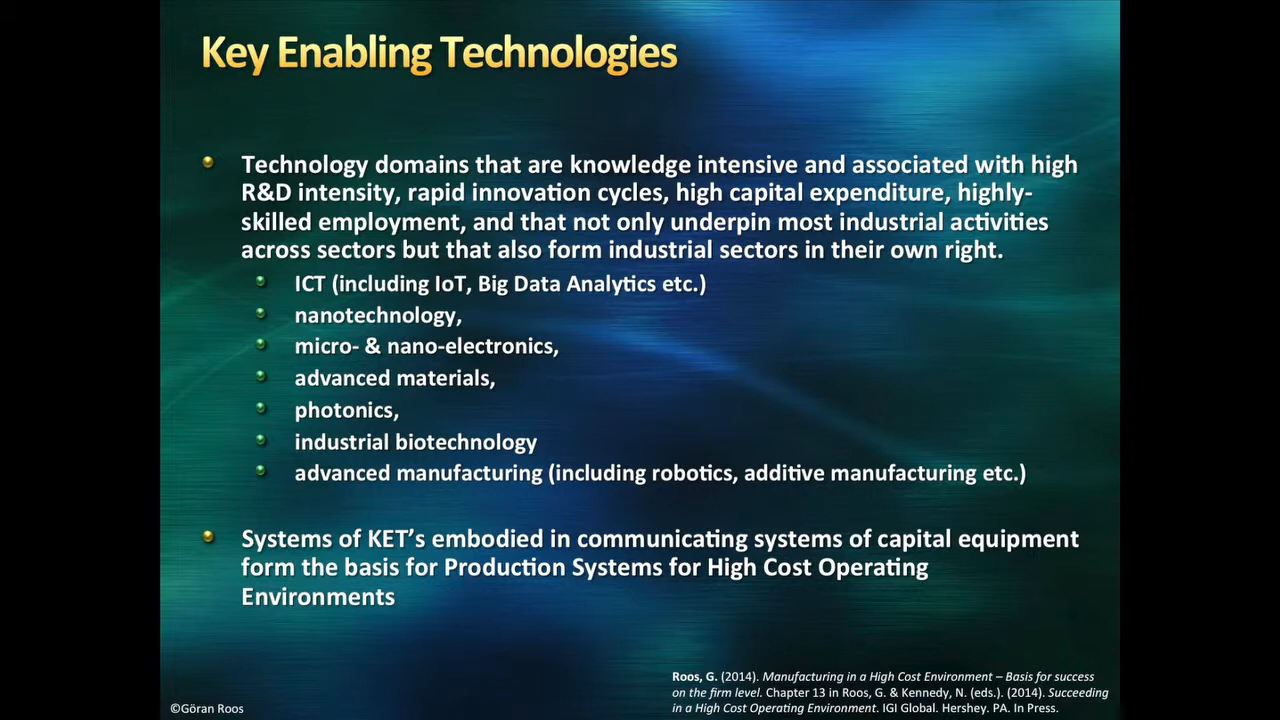 Key Enabling Technologies
Technology domains that are knowledge intensive and associated with high
R&D intensity, rapid innovation cycles, high capital expenditure, highly-
skilled employment, and that not only underpin most industrial activities
across sectors but that also form industrial sectors in their own right.
ICT (including IoT, Big Data Analytics etc.)
nanotechnology,
micro- & nano-electronics,
advanced materials,
photonics,
industrial biotechnology
advanced manufacturing (including robotics, additive manufacturing etc.)
Systems of KET’s embodied in communicating systems of capital equipment
form the basis for Production Systems for High Cost Operating
Environments
Roos, G. (2014). Manufacturing in a High Cost Environment – Basis for success
on the firm level. Chapter 13 in Roos, G. & Kennedy, N. (eds.). (2014). Succeeding
in a High Cost Operating Environment. IGI Global. Hershey. PA. In Press.
©Göran Roos